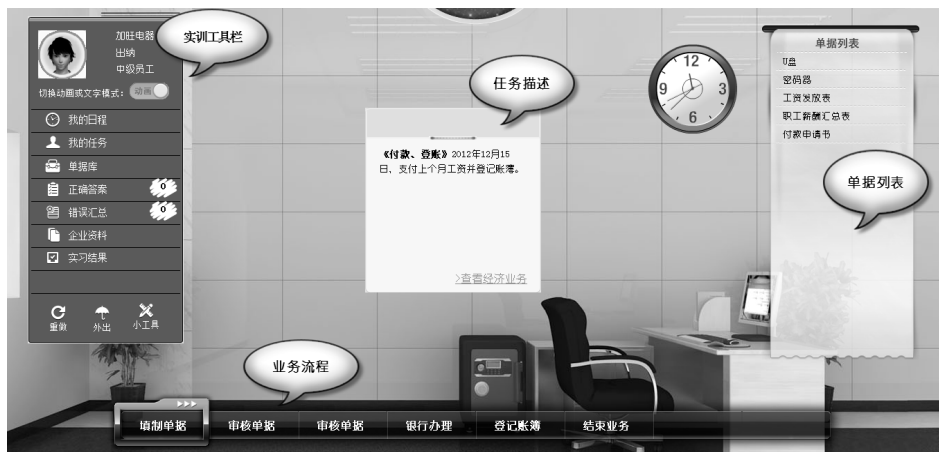 加旺电器
出纳
中级员工
切换动画或文字模式：
动画
我的日程
我的任务
单据库
正确答案
0
错误汇总
0
企业资料
实习结果
重做
外出
小工具
实训工具栏
任务描述
《付款、登账》2012年12月15
日、支付上个月工资并登记账簿。
>查看经济业务
12
3
6
9
单据列表
U盘
密码器
工资发放表
职工薪酬汇总表
付款申请书
单据列表
业务流程
>>>
填制单据
审核单据
审核单据
银行办理
登记账簿
结束业务